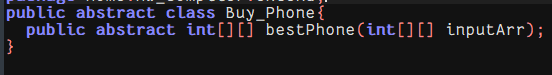 public abstract class Buy_Phone{
public abstract int[][] bestPhone(int[][] inputArr);
}